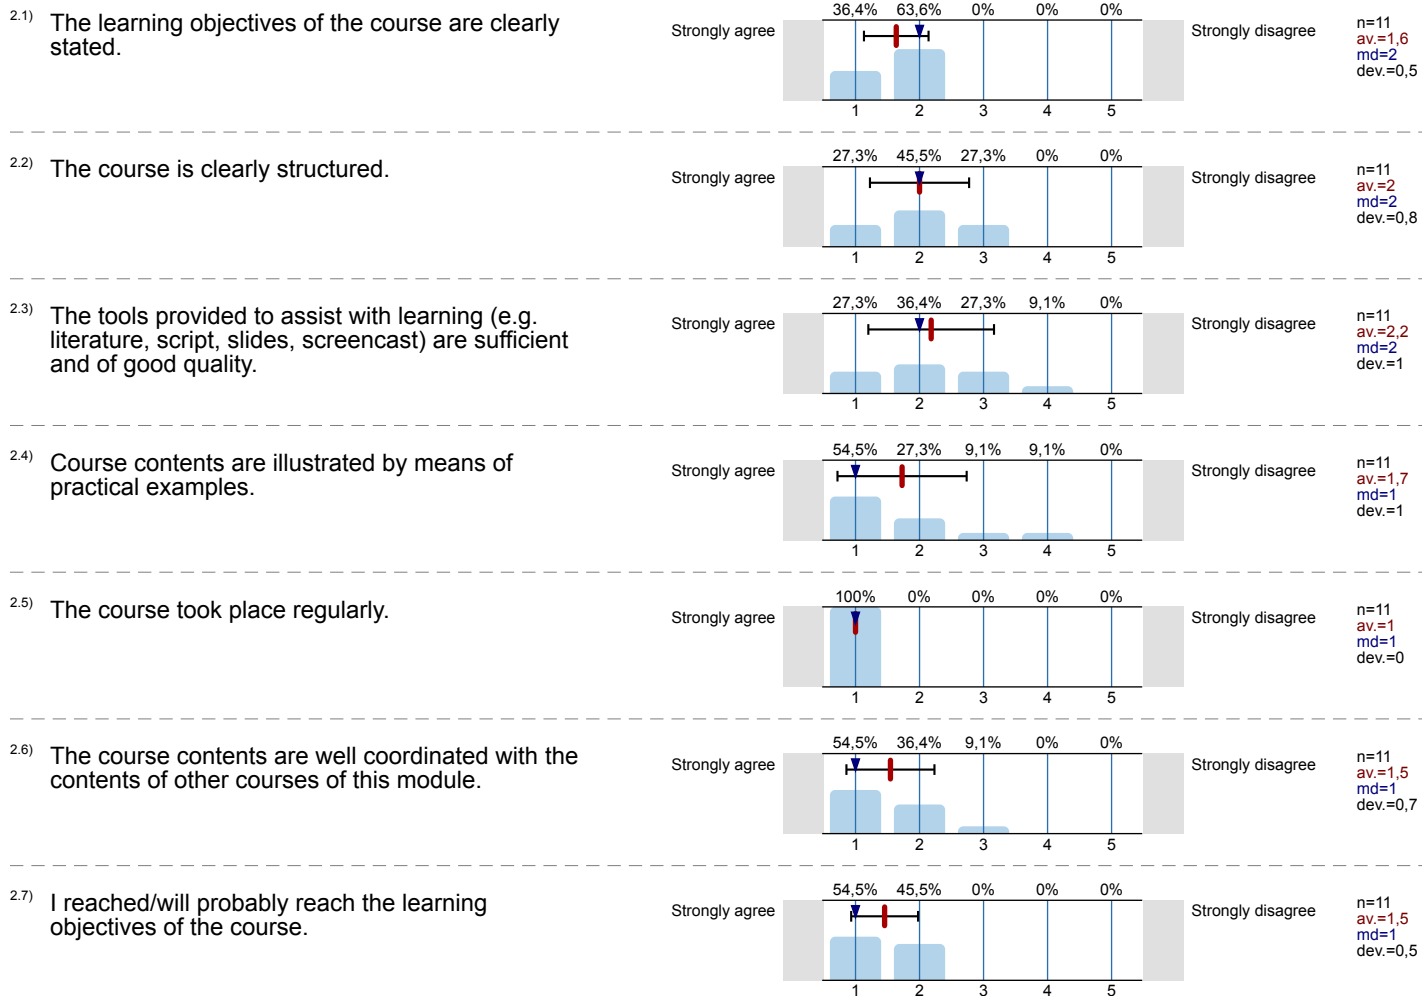 2.1) The learning objectives of the course are clearly
stated.
Strongly agree
36,4% 63,6% 0% 0% 0%
1 2 3 4 5
Strongly disagree
n=11
av.=1,6
md=2
dev.=0,5
2.2) The course is clearly structured.
Strongly agree
27,3% 45,5% 27,3% 0% 0%
1 2 3 4 5
Strongly disagree
n=11
av.=2
md=2
dev.=0,8
2.3) The tools provided to assist with learning (e.g.
literature, script, slides, screencast) are sufficient
and of good quality.
Strongly agree
27,3% 36,4% 27,3% 9,1% 0%
1 2 3 4 5
Strongly disagree
n=11
av.=2,2
md=2
dev.=1
2.4) Course contents are illustrated by means of
practical examples.
Strongly agree
54,5% 27,3% 9,1% 9,1% 0%
1 2 3 4 5
Strongly disagree
n=11
av.=1,7
md=1
dev.=1
2.5) The course took place regularly.
Strongly agree
100% 0% 0% 0% 0%
1 2 3 4 5
Strongly disagree
n=11
av.=1
md=1
dev.=0
2.6) The course contents are well coordinated with the
contents of other courses of this module.
Strongly agree
54,5% 36,4% 9,1% 0% 0%
1 2 3 4 5
Strongly disagree
n=11
av.=1,5
md=1
dev.=0,7
2.7) I reached/will probably reach the learning
objectives of the course.
Strongly agree
54,5% 45,5% 0% 0% 0%
1 2 3 4 5
Strongly disagree
n=11
av.=1,5
md=1
dev.=0,5